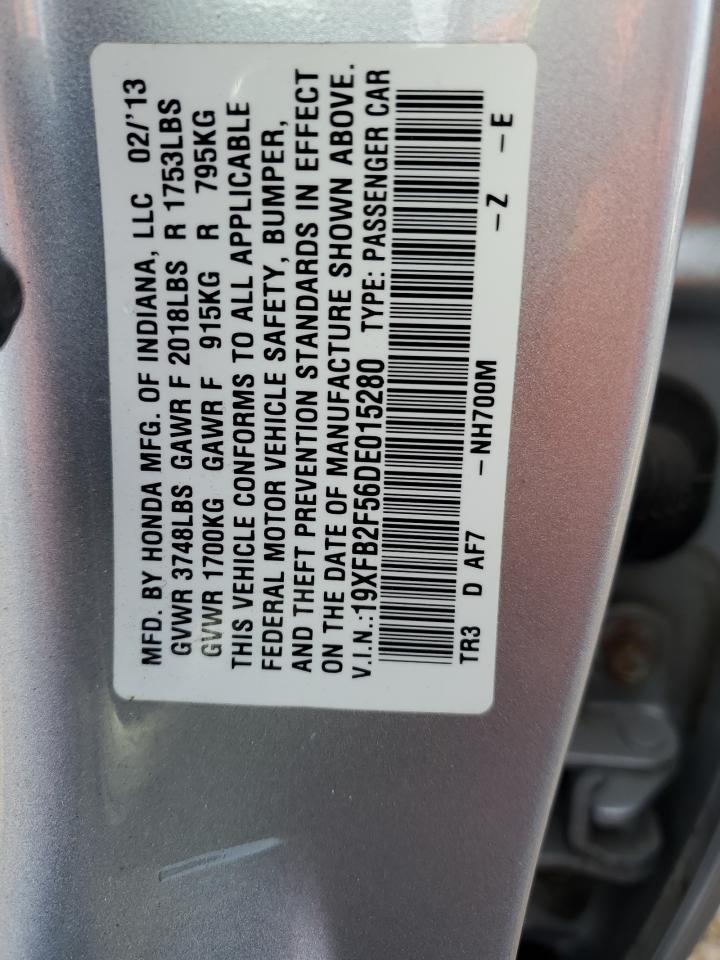 MFD. BY HONDA MFG. OF INDIANA, LLC 02/'13
GVWR 3748LBS GAWR F 2018LBS R 1753LBS
GVWR 1700KG GAWR F 915KG R 795KG
THIS VEHICLE CONFORMS TO ALL APPLICABLE
FEDERAL MOTOR VEHICLE SAFETY, BUMPER,
AND THEFT PREVENTION STANDARDS IN EFFECT
ON THE DATE OF MANUFACTURE SHOWN ABOVE.
V.I.N.:19XFB2F56DE015280 TYPE: PASSENGER CAR
TR3 D AF7 -NH700M -Z -E